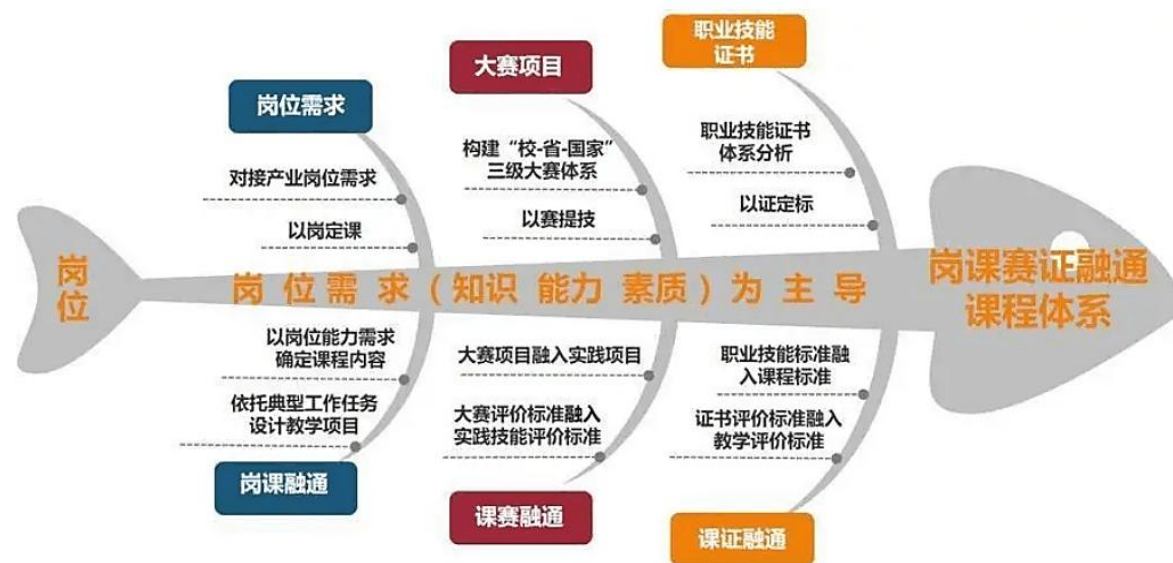 职业技能
证书
大赛项目
岗位需求
构建“校-省-国家”
三级大赛体系
职业技能证书
体系分析
对接产业岗位需求
以赛提技
以证定标
以岗定课
岗位
岗位需求（知识 能力 素质）为主导
岗课赛证融通
课程体系
以岗位能力需求
确定课程内容
大赛项目融入实践项目
职业技能标准融
入课程标准
依托典型工作任务
设计教学项目
大赛评价标准融入
实践技能评价标准
证书评价标准融入
教学评价标准
岗课融通
课赛融通
课证融通